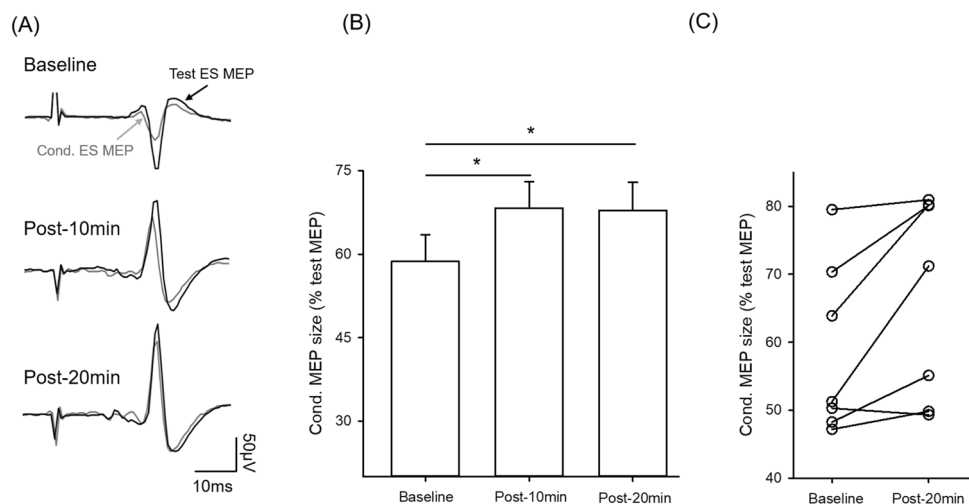 (A)
Baseline
Test ES MEP
Cond. ES MEP
Post-10min
Post-20min
50μV
10ms
(B)
*
*
Cond. MEP size (% test MEP)
75
60
45
30
Baseline
Post-10min
Post-20min
(C)
Cond. MEP size (% test MEP)
80
70
60
50
40
Baseline
Post-20min